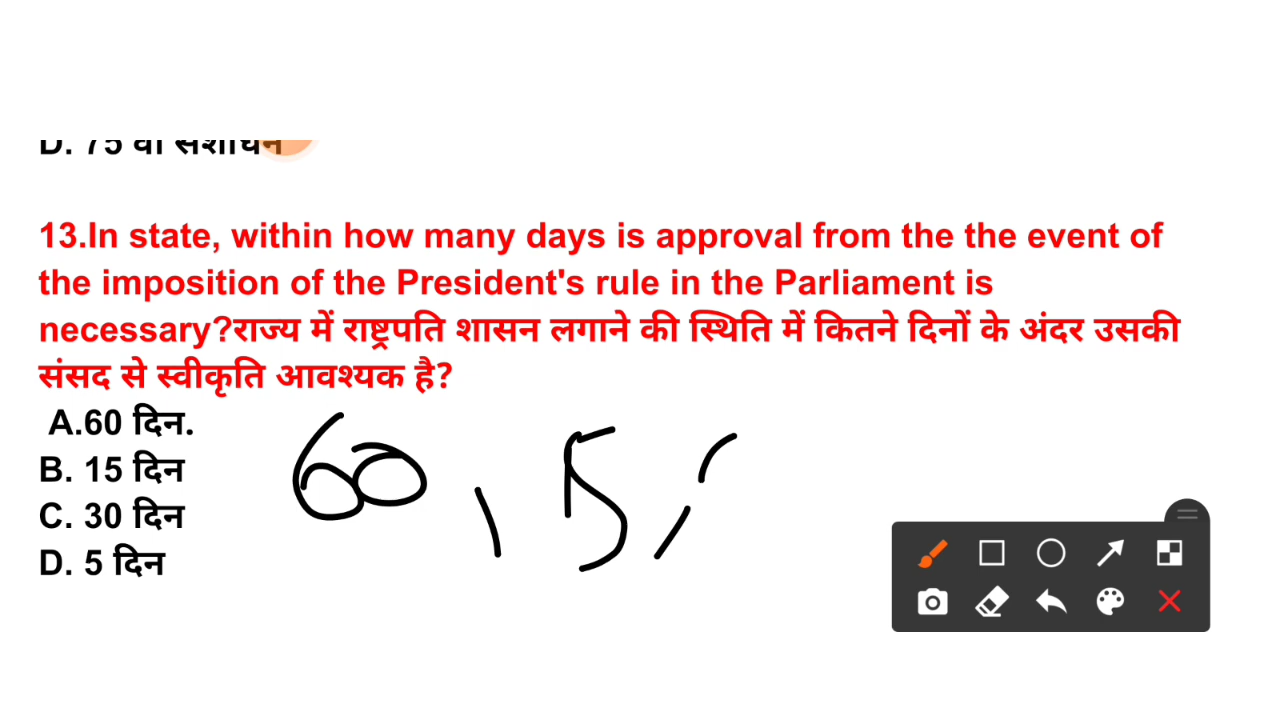 D. 75 वां संशोधन
13.In state, within how many days is approval from the the event of
the imposition of the President's rule in the Parliament is
necessary?राज्य में राष्ट्रपति शासन लगाने की स्थिति में कितने दिनों के अंदर उसकी
संसद से स्वीकृति आवश्यक है?
A.60 दिन.
B. 15 दिन
C. 30 दिन
D. 5 दिन
60, 5,